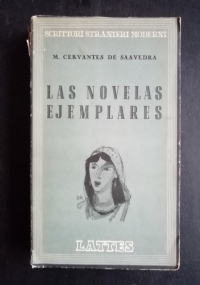 SCRITTORI STRANIERI MODERNI
M. CERVANTES DE SAAVEDRA
LAS NOVELAS
EJEMPLARES
LATTES